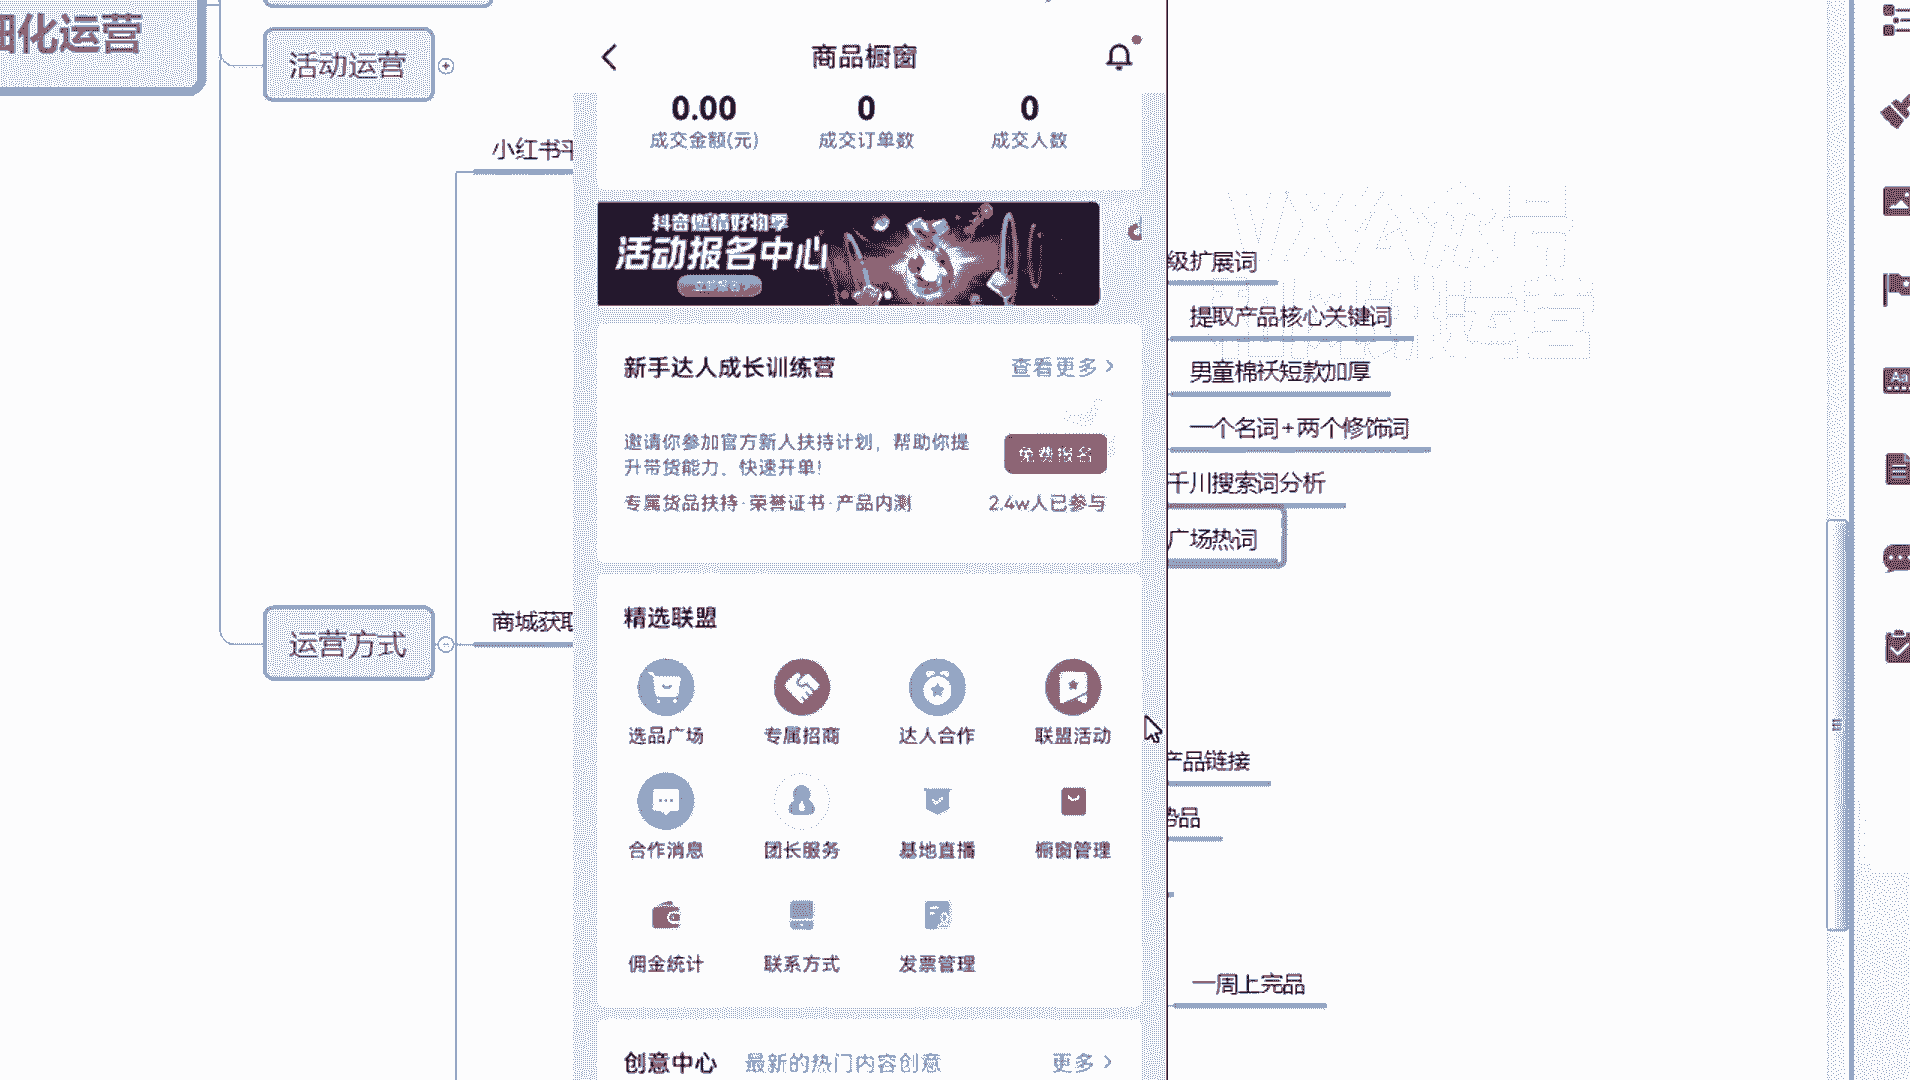 细化运营
活动运营
小红书平
运营方式
商城获取
商品橱窗
0.00
0
0
成交金额(元)
成交订单数
成交人数
抖音燃情好物季
活动报名中心
新手达人成长训练营
查看更多
邀请你参加官方新人扶持计划，帮助你提
升带货能力、快速开单!
免费报名
专属货品扶持·荣誉证书·产品内测
2.4w人已参与
精选联盟
选品广场
专属招商
达人合作
联盟活动
合作消息
团长服务
基地直播
橱窗管理
佣金统计
联系方式
发票管理
创意中心
最新的热门内容创意
更多
VX公众号
级扩展词
提取产品核心关键词
男童棉袄短款加厚
一个名词+两个修饰词
千川搜索词分析
广场热词
产品链接
势品
一周上完品